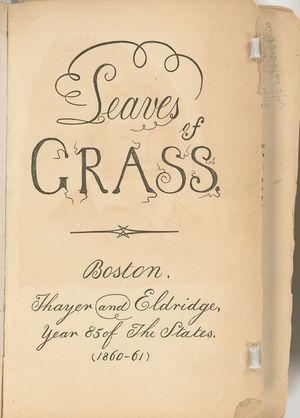 Leaves
of
GRASS.
Boston,
Thayer and Eldridge,
Year 85 of The States.
(1860-61)